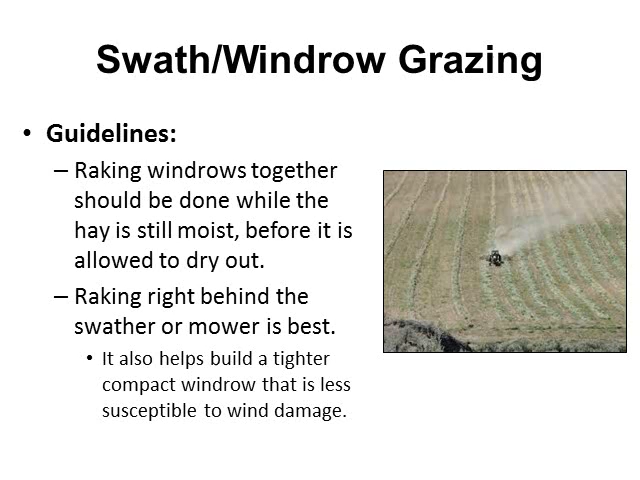 Swath/Windrow Grazing
• Guidelines:
– Raking windrows together
should be done while the
hay is still moist, before it is
allowed to dry out.
– Raking right behind the
swather or mower is best.
• It also helps build a tighter
compact windrow that is less
susceptible to wind damage.